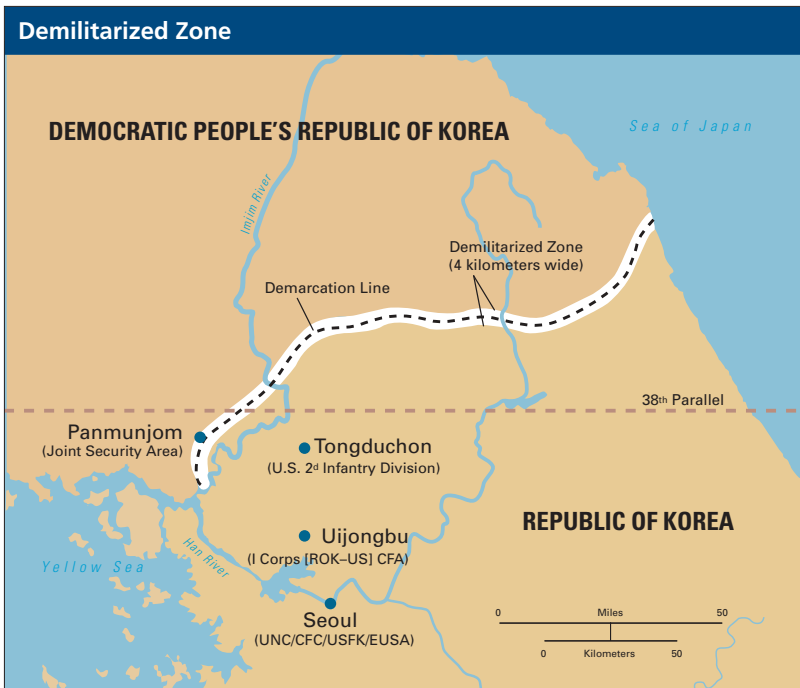 Demilitarized Zone
DEMOCRATIC PEOPLE'S REPUBLIC OF KOREA
Sea of Japan
Imjim River
Demilitarized Zone
(4 kilometers wide)
Demarcation Line
38th Parallel
Panmunjom
(Joint Security Area)
Tongduchon
(U.S. 2d Infantry Division)
REPUBLIC OF KOREA
Uijongbu
(I Corps [ROK–US] CFA)
Han River
Yellow Sea
Seoul
(UNC/CFC/USFK/EUSA)
0 Miles 50
0 Kilometers 50